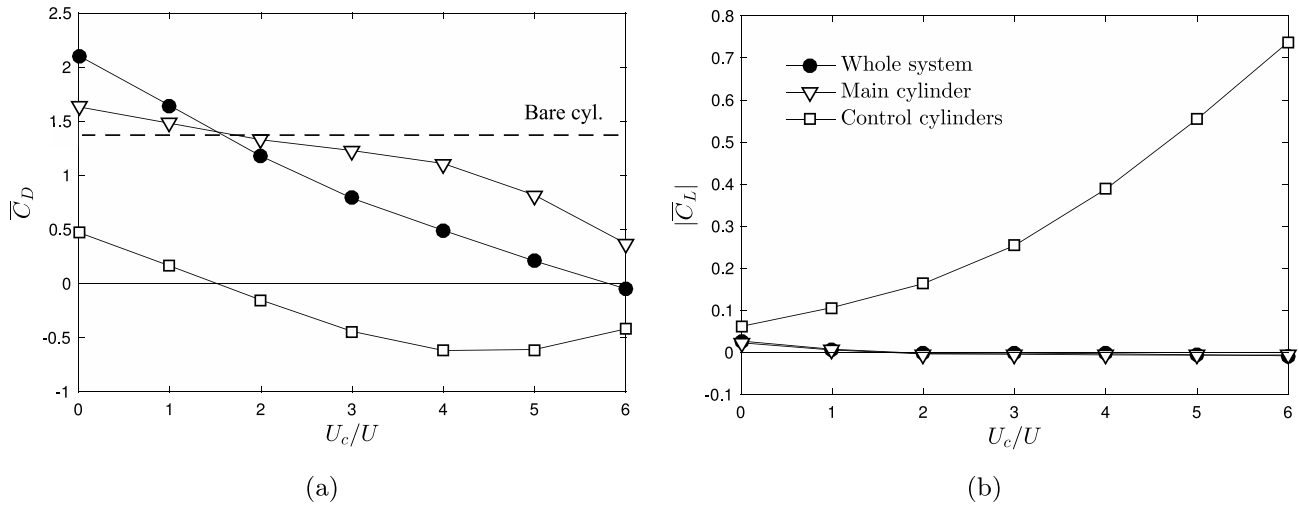 2.5
2
1.5
1
0.5
0
-0.5
-1
C̅_D
Bare cyl.
0 1 2 3 4 5 6
U_c/U
(a)
0.8
0.7
0.6
0.5
0.4
0.3
0.2
0.1
0
-0.1
|C̅_L|
Whole system
Main cylinder
Control cylinders
0 1 2 3 4 5 6
U_c/U
(b)